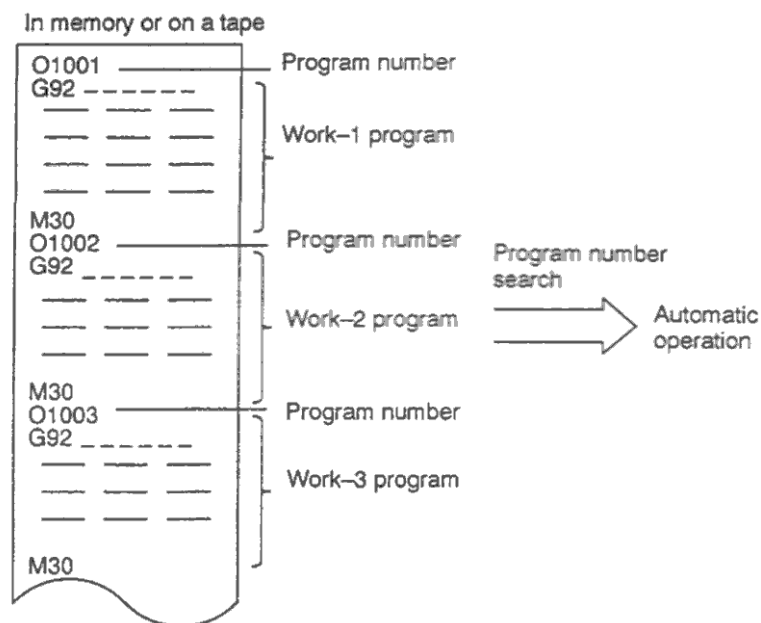 In memory or on a tape
O1001
Program number
G92
Work–1 program
M30
O1002
Program number
G92
Work–2 program
M30
O1003
Program number
G92
Work–3 program
M30
Program number
search
Automatic
operation